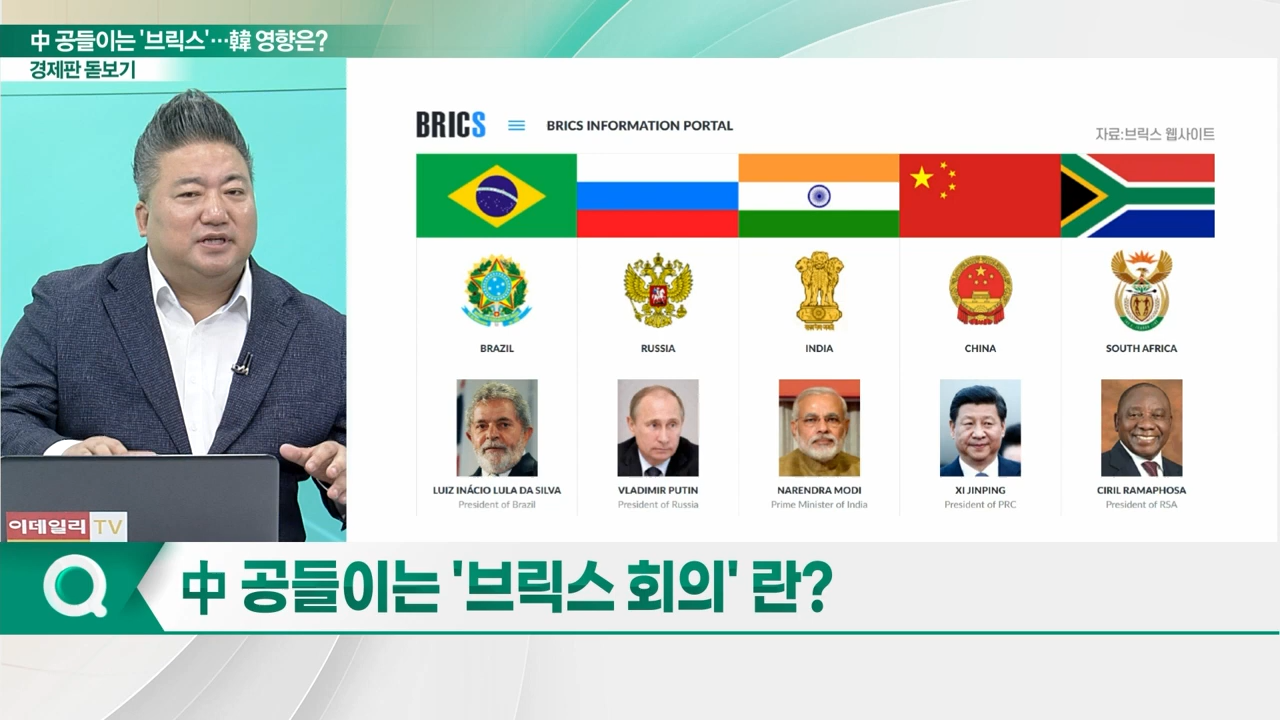 中 공들이는 '브릭스'…韓 영향은?
경제판 돋보기
BRICS
BRICS INFORMATION PORTAL
자료:브릭스 웹사이트
BRAZIL
RUSSIA
INDIA
CHINA
SOUTH AFRICA
LUIZ INÁCIO LULA DA SILVA
President of Brazil
VLADIMIR PUTIN
President of Russia
NARENDRA MODI
Prime Minister of India
XI JINPING
President of PRC
CIRIL RAMAPHOSA
President of RSA
이데일리 TV
中 공들이는 '브릭스 회의' 란?